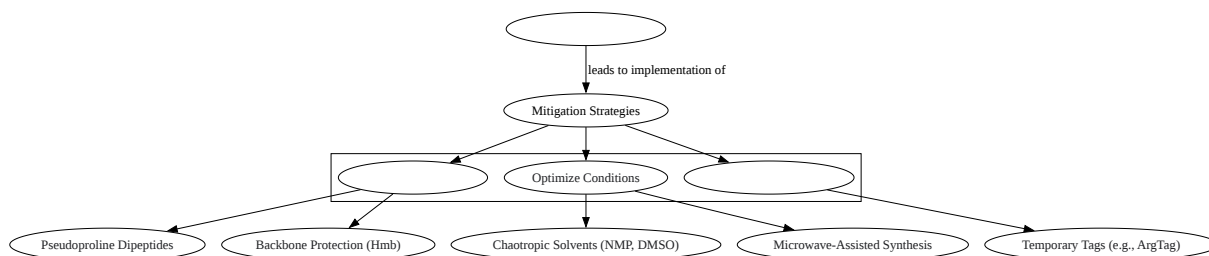 leads to implementation of
Mitigation Strategies
Optimize Conditions
Pseudoproline Dipeptides
Backbone Protection (Hmb)
Chaotropic Solvents (NMP, DMSO)
Microwave-Assisted Synthesis
Temporary Tags (e.g., ArgTag)